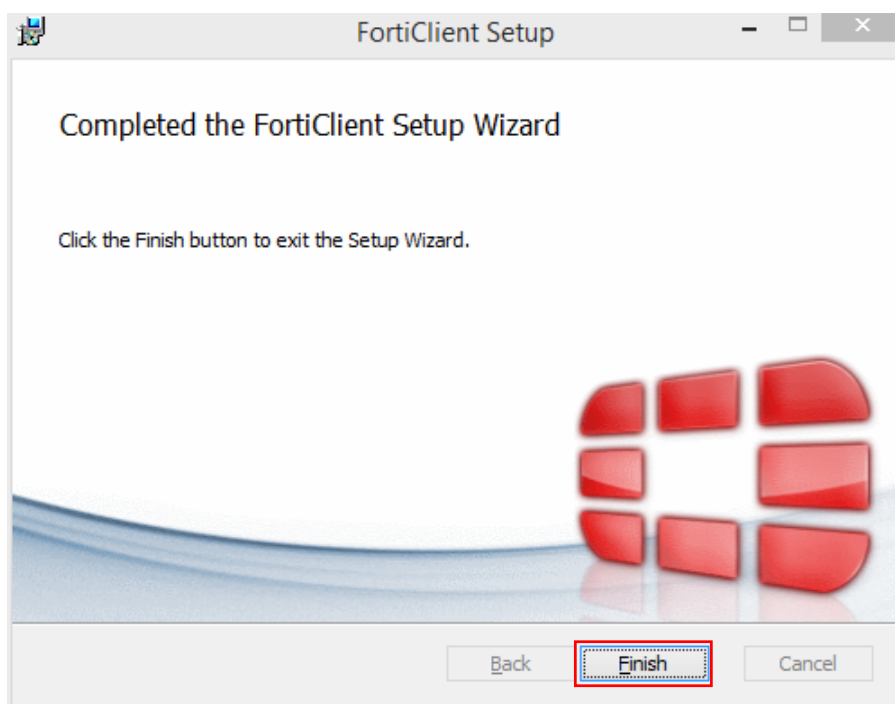 FortiClient Setup
Completed the FortiClient Setup Wizard
Click the Finish button to exit the Setup Wizard.
Back Finish Cancel